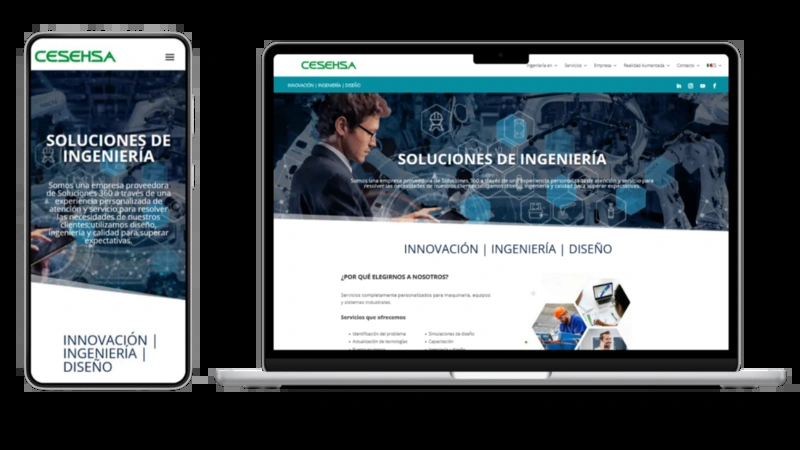 CESEHSA
SOLUCIONES DE
INGENIERÍA
Somos una empresa proveedora
de Soluciones 360 a través de una
experiencia personalizada de
atención y servicio para resolver
las necesidades de nuestros
clientes,utilizamos diseño,
ingeniería y calidad para superar
expectativas.
INNOVACIÓN |
INGENIERÍA |
DISEÑO
CESEHSA
Ingeniería en Servicios Empresa Realidad Aumentada Contacto
INNOVACIÓN | INGENIERÍA | DISEÑO
SOLUCIONES DE INGENIERÍA
Somos una empresa proveedora de Soluciones 360 a través de una experiencia personalizada de atención y servicio para
resolver las necesidades de nuestros clientes,utilizamos diseño, ingeniería y calidad para superar expectativas.
INNOVACIÓN | INGENIERÍA | DISEÑO
¿POR QUÉ ELEGIRNOS A NOSOTROS?
Servicios completamente personalizados para maquinaria, equipos
y sistemas industriales.
Servicios que ofrecemos
Identificación del problema
Actualización de tecnologías
Simulaciones de diseño
Capacitación